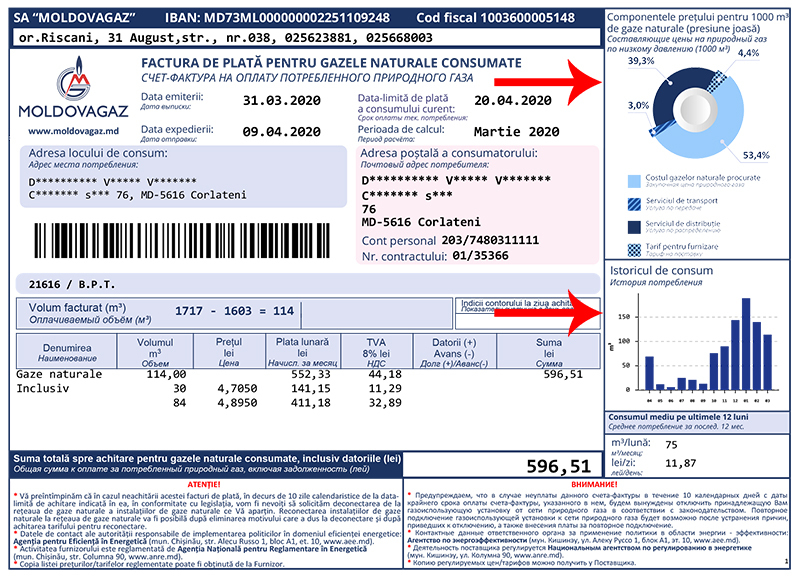 SA “MOLDOVAGAZ” IBAN: MD73ML000000002251109248 Cod fiscal 1003600005148
or.Riscani, 31 August,str., nr.038, 025623881, 025668003
MOLDOVAGAZ
www.moldovagaz.md
FACTURA DE PLATĂ PENTRU GAZELE NATURALE CONSUMATE
СЧЕТ-ФАКТУРА НА ОПЛАТУ ПОТРЕБЛЕННОГО ПРИРОДНОГО ГАЗА
Data emiterii: 31.03.2020
Дата выписки:
Data-limită de plată
a consumului curent: 20.04.2020
Срок оплаты тек. потребления:
Data expedierii: 09.04.2020
Дата отправки:
Perioada de calcul: Martie 2020
Период расчёта:
Adresa locului de consum:
Адрес места потребления:
D********** V***** V*******
C******* s*** 76, MD-5616 Corlateni
Adresa poștală a consumatorului:
Почтовый адрес потребителя:
D********** V***** V*******
C******* s***
76
MD-5616 Corlateni
Cont personal 203/7480311111
Nr. contractului: 01/35366
21616 / B.P.T.
Volum facturat (m³) 1717 - 1603 = 114
Оплачиваемый объём (м³)
Indicii contorului la ziua achită
Denumirea
Наименование
Volumul
m³
Объем
Prețul
lei
Цена
Plata lunară
lei
Начисл. за месяц
TVA
8% lei
НДС
Datorii (+)
Avans (-)
Долг (+)/Аванс(-)
Suma
lei
Сумма
Gaze naturale 114,00 552,33 44,18 596,51
Inclusiv 30 4,7050 141,15 11,29
84 4,8950 411,18 32,89
Suma totală spre achitare pentru gazele naturale consumate, inclusiv datoriile (lei)
Общая сумма к оплате за потребленный природный газ, включая задолженность (лей)
596,51
ATENȚIE!
* Vă preîntîmpinăm că în cazul neachitării acestei facturi de plată, în decurs de 10 zile calendaristice de la data-
limită de achitare indicată în ea, în conformitate cu legislația, vom fi nevoiți să solicităm deconectarea de la
rețeaua de gaze naturale a instalațiilor de gaze naturale ce Vă aparțin. Reconectarea instalațiilor de gaze
naturale la rețeaua de gaze naturale va fi posibilă după eliminarea motivului care a dus la deconectare și după
achitarea tarifului pentru reconectare.
* Datele de contact ale autorității responsabile de implementarea politicilor în domeniul eficienței energetice:
Agenția pentru Eficiență în Energetică (mun. Chișinău, str. Alecu Russo 1, bloc A1, et. 10, www.aee.md).
* Activitatea furnizorului este reglementată de Agenția Națională pentru Reglementare în Energetică
(mun. Chișinău, str. Columna 90, www.anre.md).
* Copia listei prețurilor/tarifelor reglementate poate fi obținută de la Furnizor.
ВНИМАНИЕ!
* Предупреждаем, что в случае неуплаты данного счета-фактуры в течение 10 календарных дней с даты
крайнего срока оплаты счета-фактуры, указанного в нем, будем вынуждены отключить принадлежащую Вам
газоиспользующую установку от сети природного газа в соответствии с законодательством. Повторное
подключение газоиспользующей установки к сети природного газа будет возможно после устранения причин,
приведших к отключению, а также внесения платы за повторное подключение.
* Контактные данные ответственного органа за применение политики в области энергии - эффективности:
Агентство по энергоэффективности (мун. Кишинэу, ул. Алеку Руссо 1, блок А1, эт. 10, www.aee.md).
* Деятельность поставщика регулируется Национальным агентством по регулированию в энергетике
(мун. Кишинэу, ул. Колумна 90, www.anre.md).
* Копию регулируемых цен/тарифов можно получить у Поставщика.
1
Componentele prețului pentru 1000 m³
de gaze naturale (presiune joasă)
Составляющие цены на природный газ
по низкому давлению (1000 м³)
39,3% 4,4%
3,0%
53,4%
Costul gazelor naturale procurate
Закупочная цена природного газа
Serviciul de transport
Услуга по передаче
Serviciul de distribuție
Услуга по распределению
Tarif pentru furnizare
Тариф на поставку
Istoricul de consum
История потребления
150
100
50
0
m³
04 05 06 07 08 09 10 11 12 01 02 03
Consumul mediu pe ultimele 12 luni
Среднее потребление за послед. 12 мес.
m³/lună: 75
м³/месяц:
lei/zi: 11,87
лей/день: